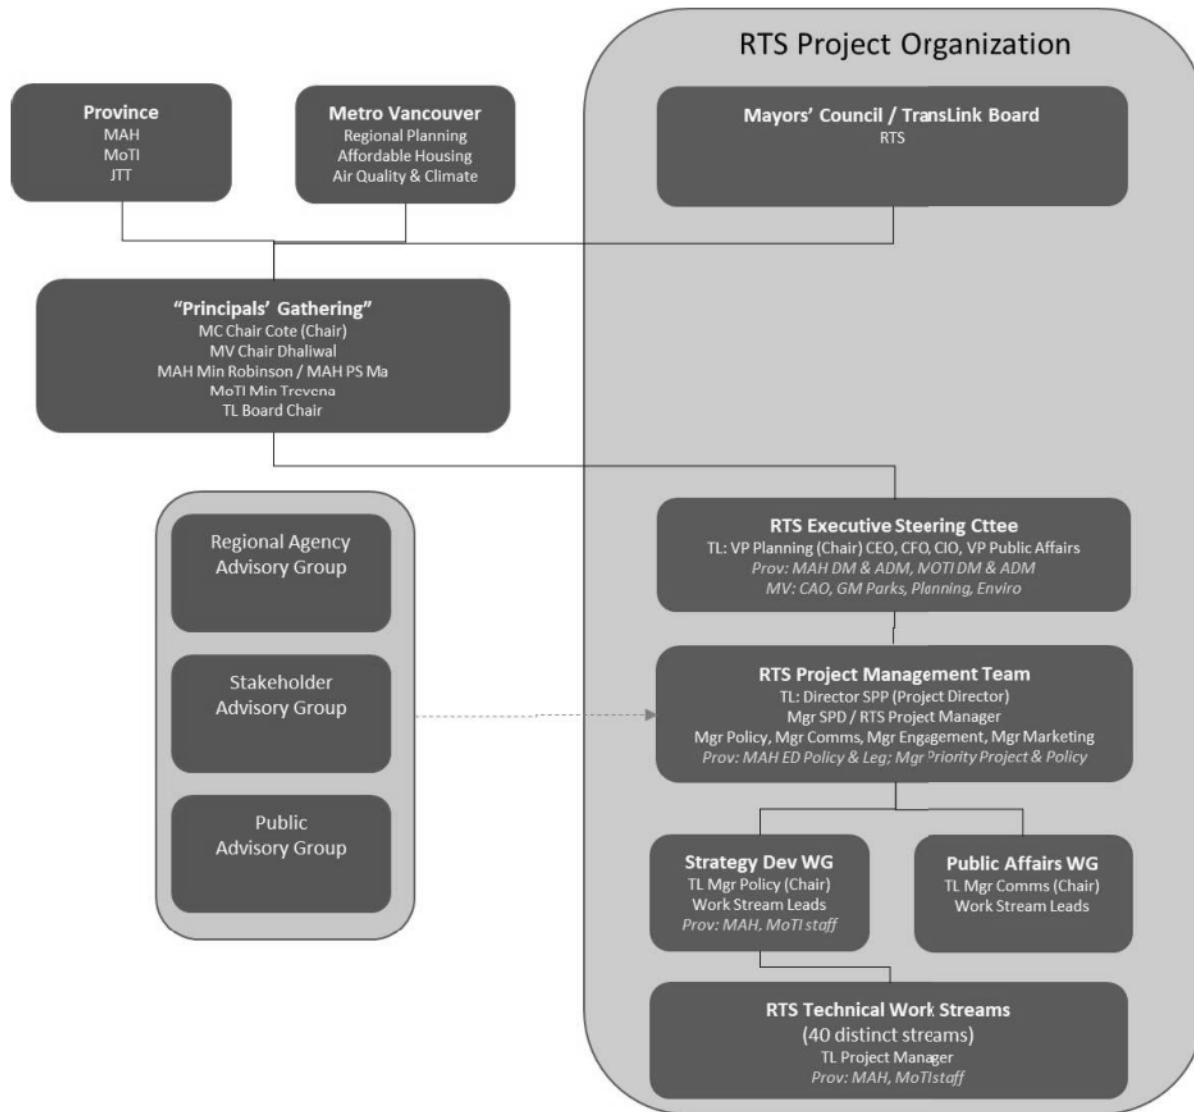 RTS Project Organization
Province
MAH
MoTI
JTT
Metro Vancouver
Regional Planning
Affordable Housing
Air Quality & Climate
Mayors’ Council / TransLink Board
RTS
“Principals’ Gathering”
MC Chair Cote (Chair)
MV Chair Dhaliwal
MAH Min Robinson / MAH PS Ma
MoTI Min Trevena
TL Board Chair
Regional Agency
Advisory Group
Stakeholder
Advisory Group
Public
Advisory Group
RTS Executive Steering Cttee
TL: VP Planning (Chair) CEO, CFO, CIO, VP Public Affairs
Prov: MAH DM & ADM, MOTI DM & ADM
MV: CAO, GM Parks, Planning, Enviro
RTS Project Management Team
TL: Director SPP (Project Director)
Mgr SPD / RTS Project Manager
Mgr Policy, Mgr Comms, Mgr Engagement, Mgr Marketing
Prov: MAH ED Policy & Leg; Mgr Priority Project & Policy
Strategy Dev WG
TL Mgr Policy (Chair)
Work Stream Leads
Prov: MAH, MoTI staff
Public Affairs WG
TL Mgr Comms (Chair)
Work Stream Leads
RTS Technical Work Streams
(40 distinct streams)
TL Project Manager
Prov: MAH, MoTI staff